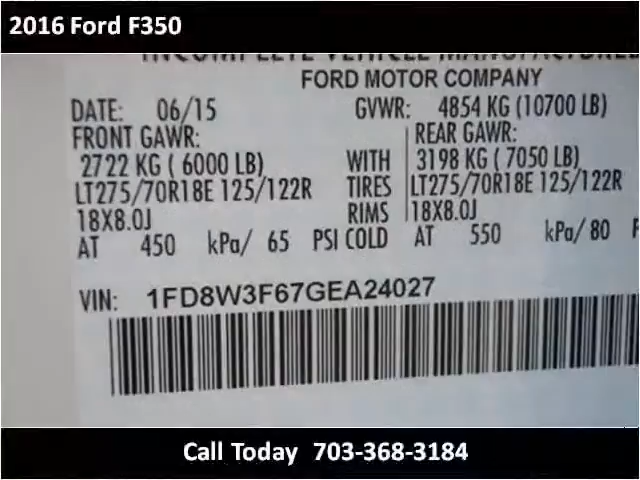 2016 Ford F350
INCOMPLETE VEHICLE MANUFACTURED
FORD MOTOR COMPANY
DATE: 06/15 GVWR: 4854 KG (10700 LB)
FRONT GAWR: REAR GAWR:
2722 KG ( 6000 LB) WITH 3198 KG ( 7050 LB)
LT275/70R18E 125/122R TIRES LT275/70R18E 125/122R
18X8.0J RIMS 18X8.0J
AT 450 kPa/ 65 PSI COLD AT 550 kPa/ 80
VIN: 1FD8W3F67GEA24027
Call Today 703-368-3184